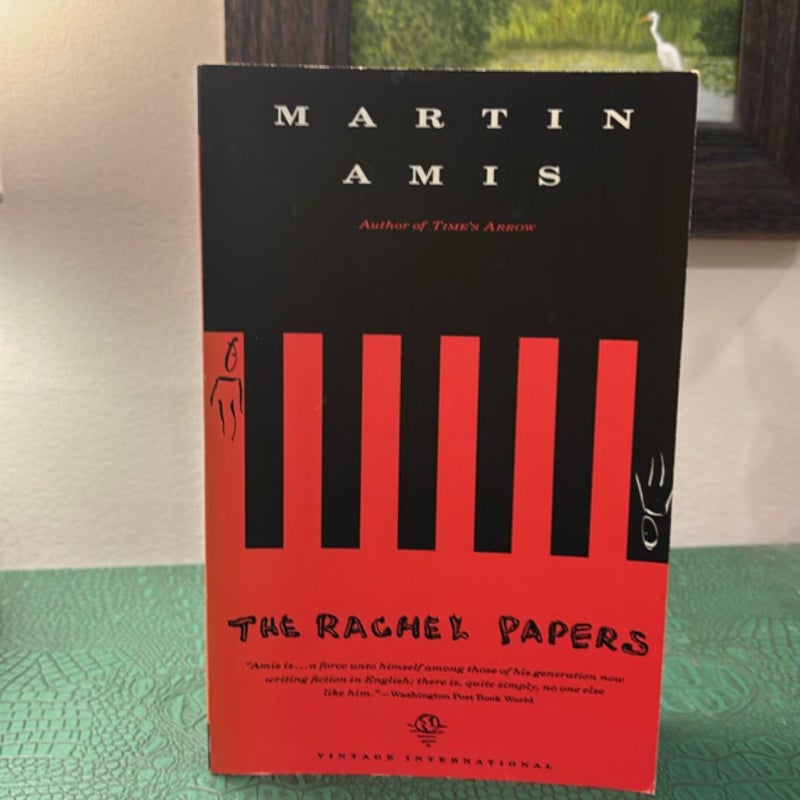 MARTIN
AMIS
Author of TIME'S ARROW
THE RACHEL PAPERS
"Amis is...a force unto himself among those of his generation now
writing fiction in English; there is, quite simply, no one else
like him."—Washington Post Book World
VINTAGE INTERNATIONAL